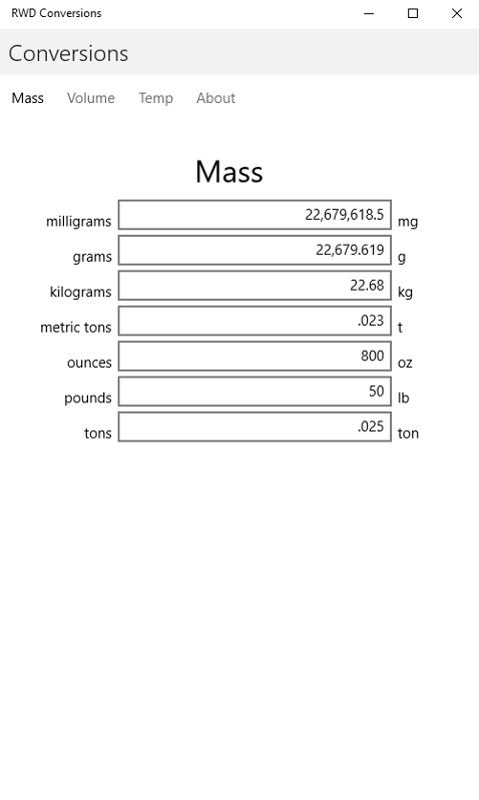 RWD Conversions
Conversions
Mass Volume Temp About
Mass
milligrams 22,679,618.5 mg
grams 22,679.619 g
kilograms 22.68 kg
metric tons .023 t
ounces 800 oz
pounds 50 lb
tons .025 ton